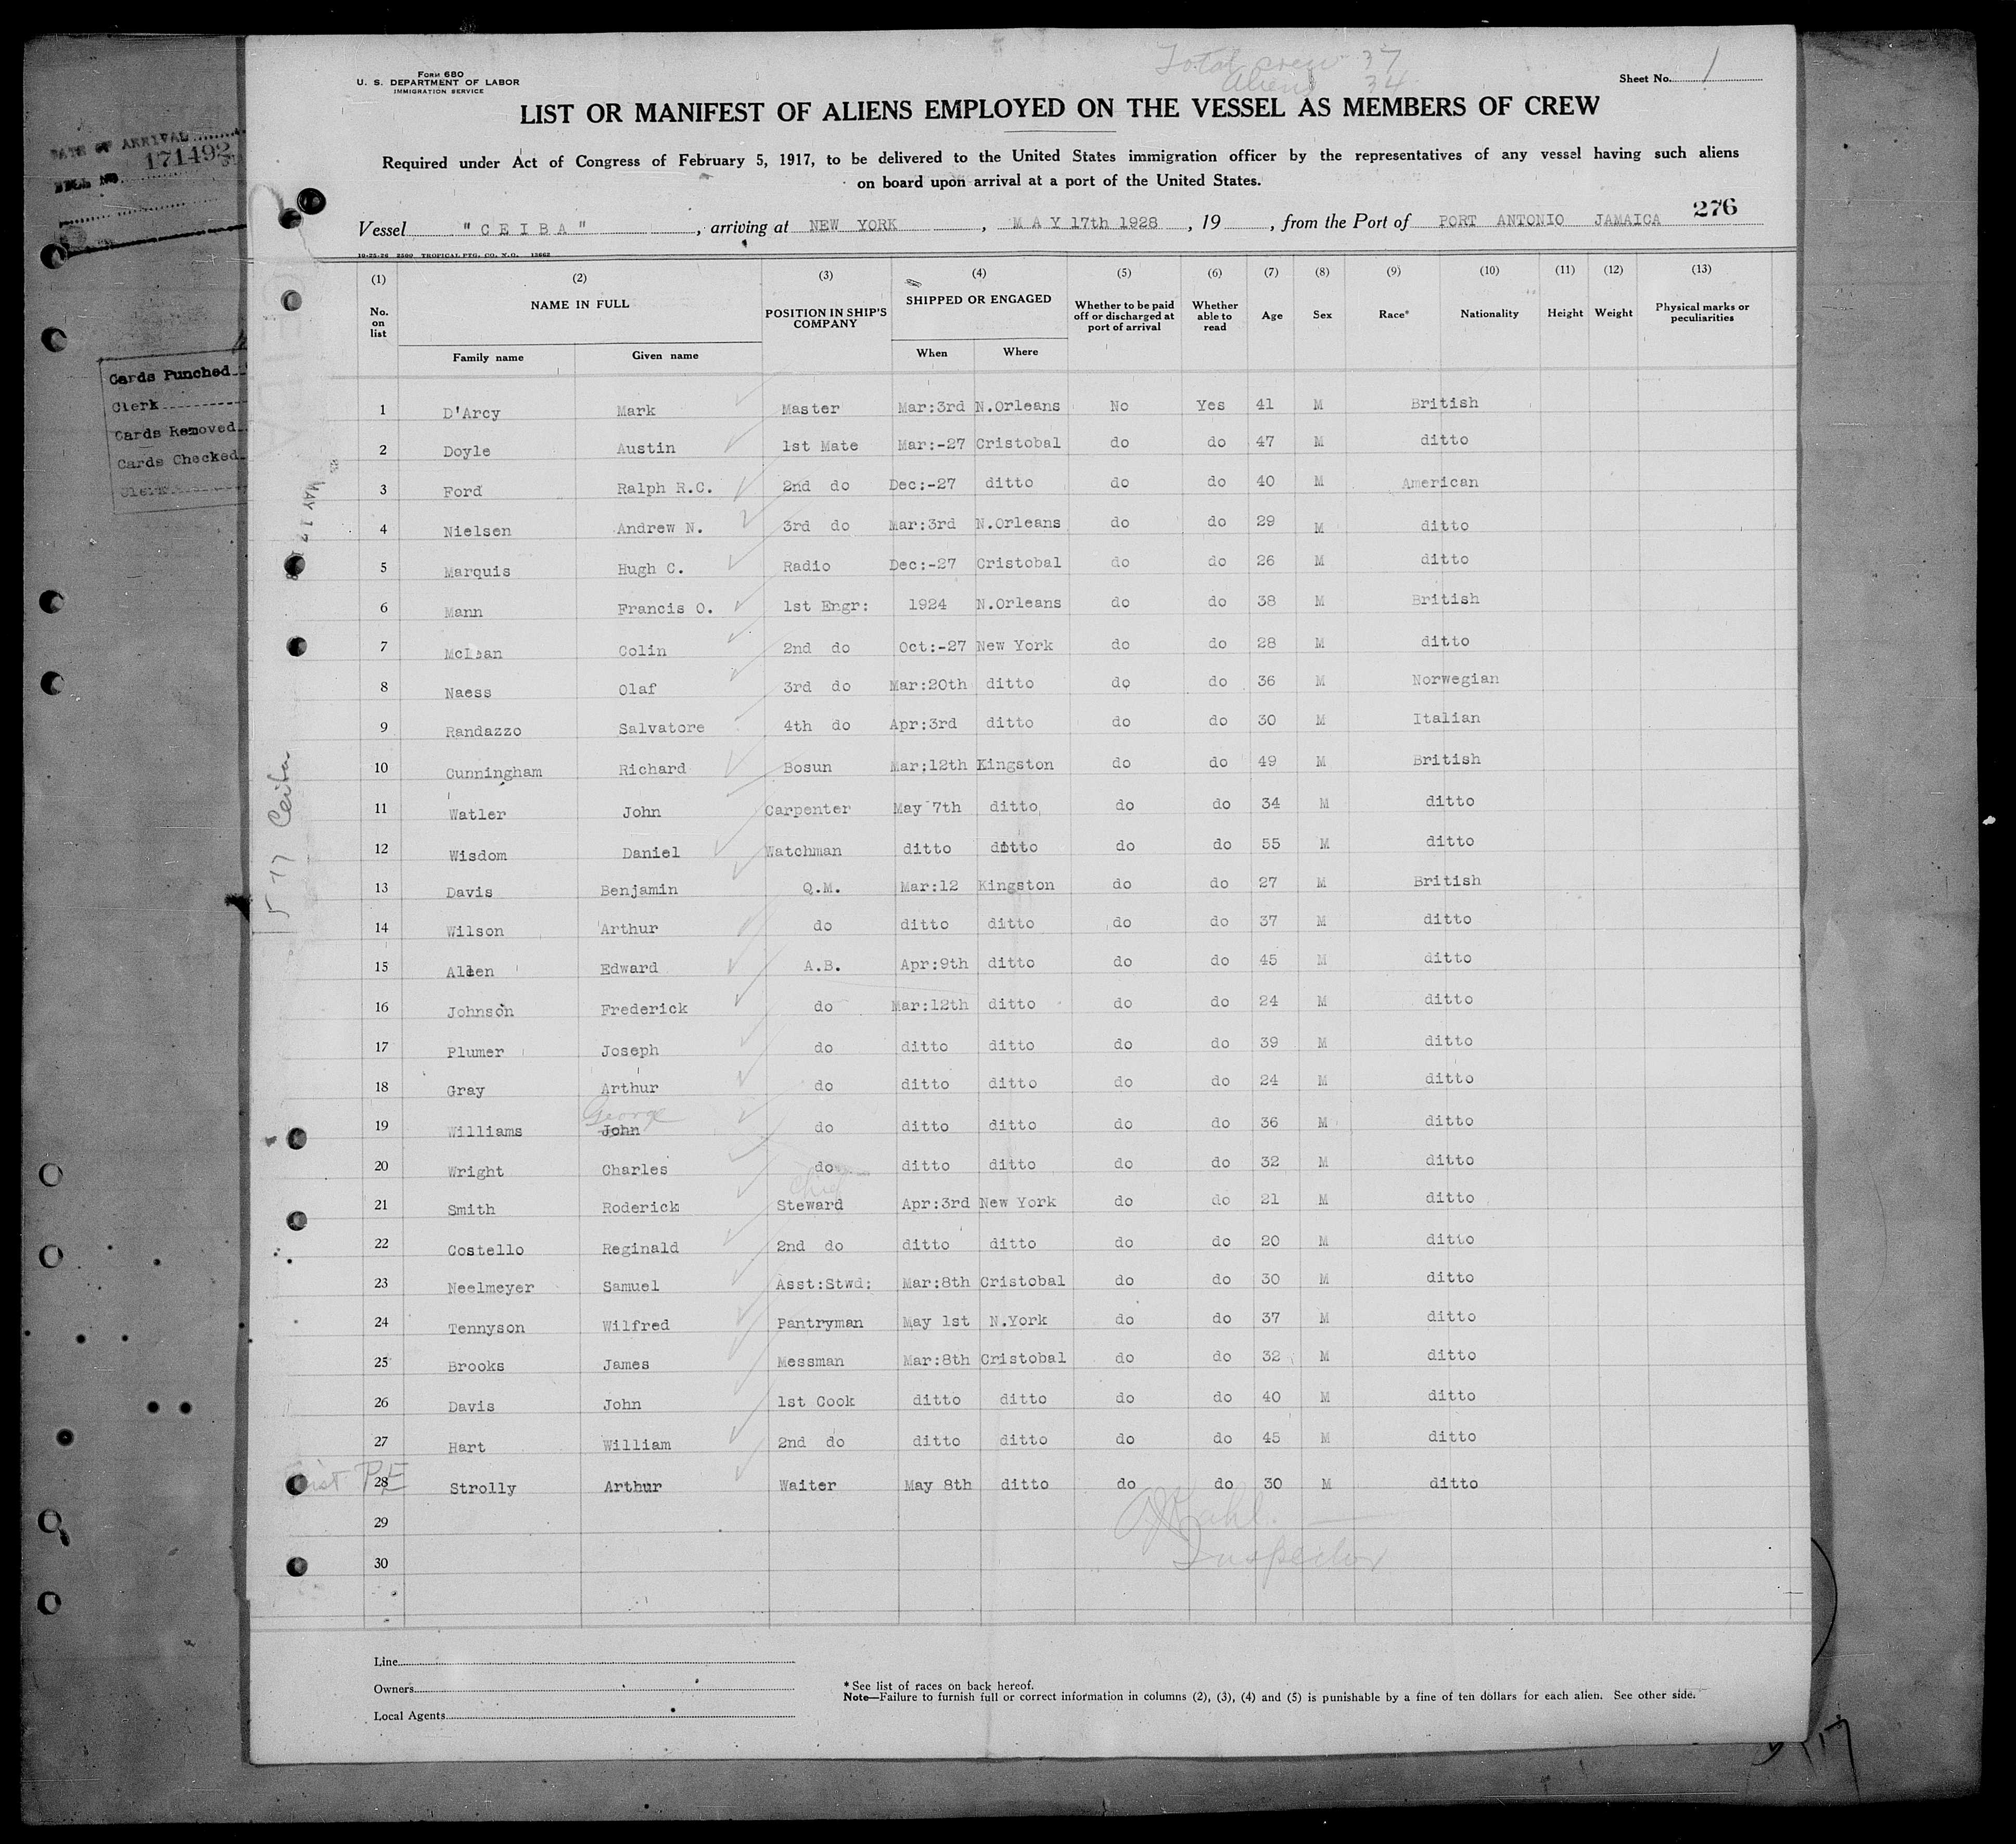 Total crew 37
Aliens 34
Form 680
U. S. DEPARTMENT OF LABOR
IMMIGRATION SERVICE
Sheet No. 1
LIST OR MANIFEST OF ALIENS EMPLOYED ON THE VESSEL AS MEMBERS OF CREW
Required under Act of Congress of February 5, 1917, to be delivered to the United States immigration officer by the representatives of any vessel having such aliens
on board upon arrival at a port of the United States.
276
Vessel "CEIBA", arriving at NEW YORK, MAY 17th 1928, 19 , from the Port of PORT ANTONIO JAMAICA
10-25-26 2500 TROPICAL PTG. CO. N.O. 13662
(1) (2) (3) (4) (5) (6) (7) (8) (9) (10) (11) (12) (13)
No. on list NAME IN FULL POSITION IN SHIP'S COMPANY SHIPPED OR ENGAGED Whether to be paid off or discharged at port of arrival Whether able to read Age Sex Race* Nationality Height Weight Physical marks or peculiarities
Family name Given name When Where
1 D'Arcy Mark Master Mar:3rd N.Orleans No Yes 41 M British
2 Doyle Austin 1st Mate Mar:-27 Cristobal do do 47 M ditto
3 Ford Ralph R.C. 2nd do Dec:-27 ditto do do 40 M American
4 Nielsen Andrew N. 3rd do Mar:3rd N.Orleans do do 29 M ditto
5 Marquis Hugh C. Radio Dec:-27 Cristobal do do 26 M ditto
6 Mann Francis O. 1st Engr: 1924 N.Orleans do do 38 M British
7 McLean Colin 2nd do Oct:-27 New York do do 28 M ditto
8 Naess Olaf 3rd do Mar:20th ditto do do 36 M Norwegian
9 Randazzo Salvatore 4th do Apr:3rd ditto do do 30 M Italian
10 Cunningham Richard Bosun Mar:12th Kingston do do 49 M British
11 Watler John Carpenter May 7th ditto do do 34 M ditto
12 Wisdom Daniel Watchman ditto ditto do do 55 M ditto
13 Davis Benjamin Q.M. Mar:12 Kingston do do 27 M British
14 Wilson Arthur do ditto ditto do do 37 M ditto
15 Allen Edward A.B. Apr:9th ditto do do 45 M ditto
16 Johnson Frederick do Mar:12th ditto do do 24 M ditto
17 Plumer Joseph do ditto ditto do do 39 M ditto
18 Gray Arthur do ditto ditto do do 24 M ditto
George
19 Williams John do ditto ditto do do 36 M ditto
20 Wright Charles do ditto ditto do do 32 M ditto
Chief
21 Smith Roderick Steward Apr:3rd New York do do 21 M ditto
22 Costello Reginald 2nd do ditto ditto do do 20 M ditto
23 Neelmeyer Samuel Asst:Stwd: Mar:8th Cristobal do do 30 M ditto
24 Tennyson Wilfred Pantryman May 1st N.York do do 37 M ditto
25 Brooks James Messman Mar:8th Cristobal do do 32 M ditto
26 Davis John 1st Cook ditto ditto do do 40 M ditto
27 Hart William 2nd do ditto ditto do do 45 M ditto
28 Strolly Arthur Waiter May 8th ditto do do 30 M ditto
29
30
Inspector
Line
Owners
Local Agents
* See list of races on back hereof.
Note—Failure to furnish full or correct information in columns (2), (3), (4) and (5) is punishable by a fine of ten dollars for each alien. See other side.
DATE OF ARRIVAL
171492
Cards Punched
Clerk
Cards Removed
Cards Checked
Clerk
5-17 Ceiba